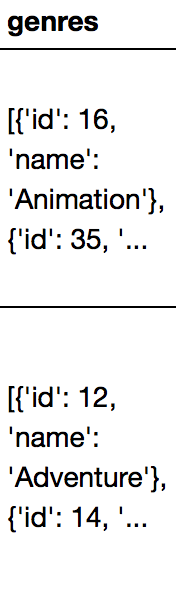 genres
[{'id': 16,
'name':
'Animation'},
{'id': 35, '...
[{'id': 12,
'name':
'Adventure'},
{'id': 14, '...